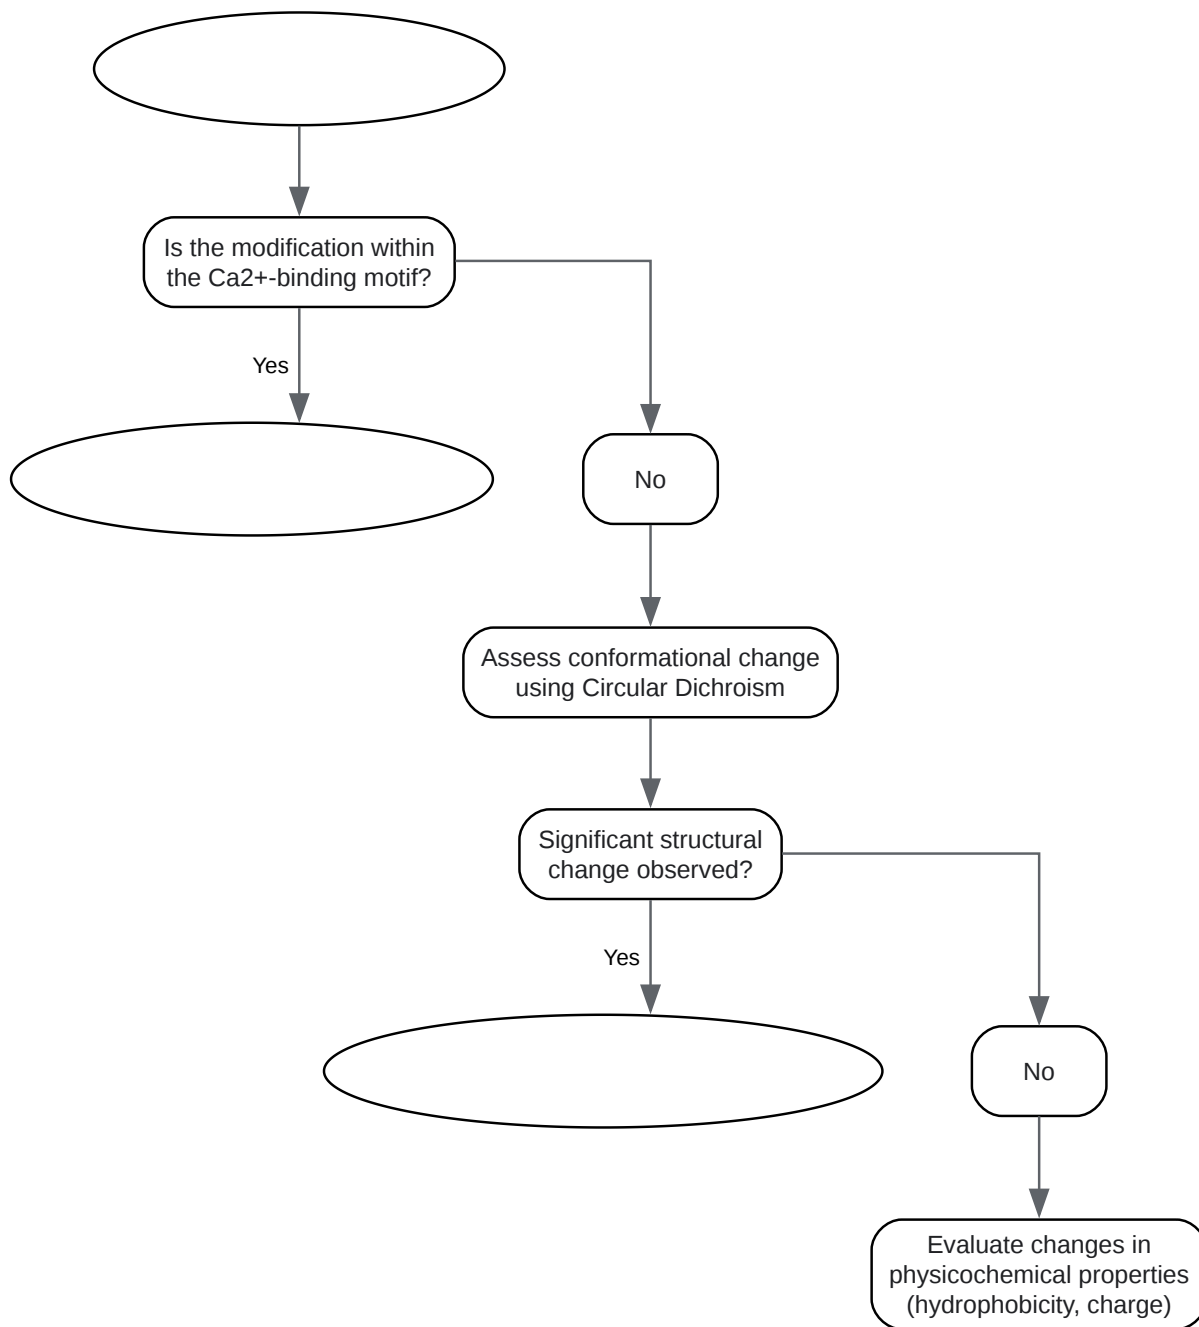 Is the modification within
the Ca2+-binding motif?
Yes
No
Assess conformational change
using Circular Dichroism
Significant structural
change observed?
Yes
No
Evaluate changes in
physicochemical properties
(hydrophobicity, charge)